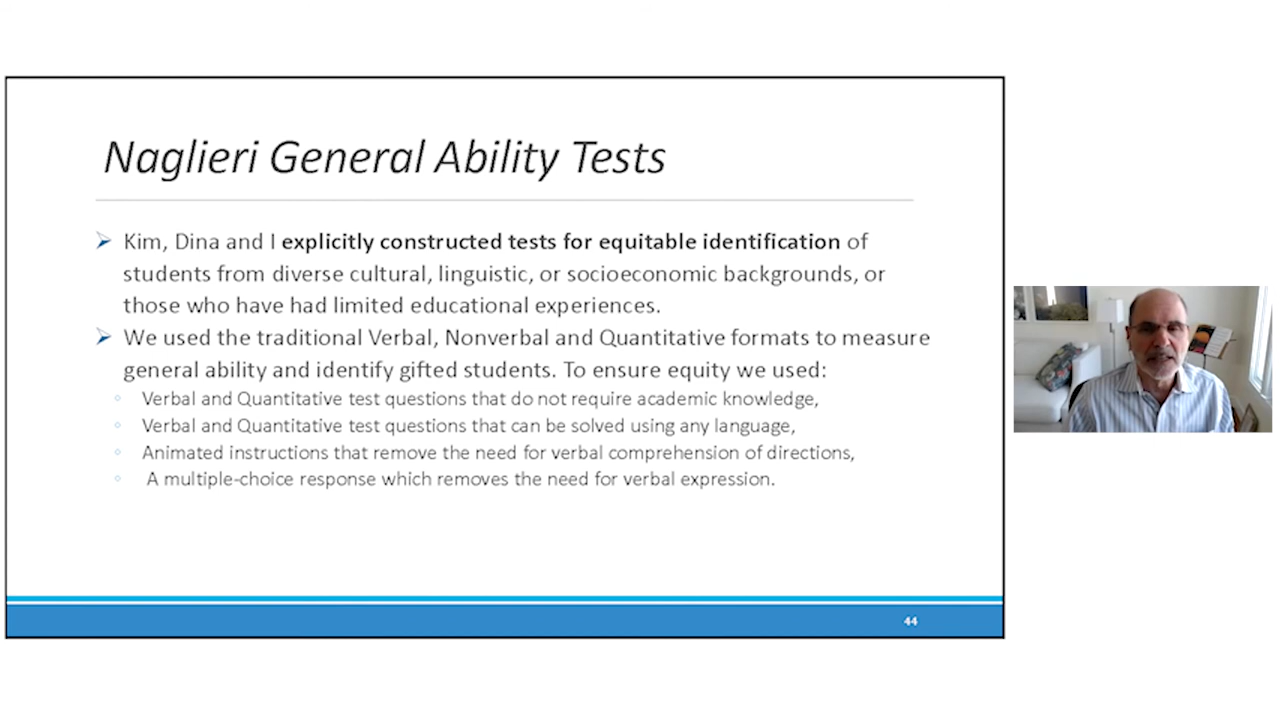 Naglieri General Ability Tests
Kim, Dina and I explicitly constructed tests for equitable identification of
students from diverse cultural, linguistic, or socioeconomic backgrounds, or
those who have had limited educational experiences.
We used the traditional Verbal, Nonverbal and Quantitative formats to measure
general ability and identify gifted students. To ensure equity we used:
Verbal and Quantitative test questions that do not require academic knowledge,
Verbal and Quantitative test questions that can be solved using any language,
Animated instructions that remove the need for verbal comprehension of directions,
A multiple-choice response which removes the need for verbal expression.
44